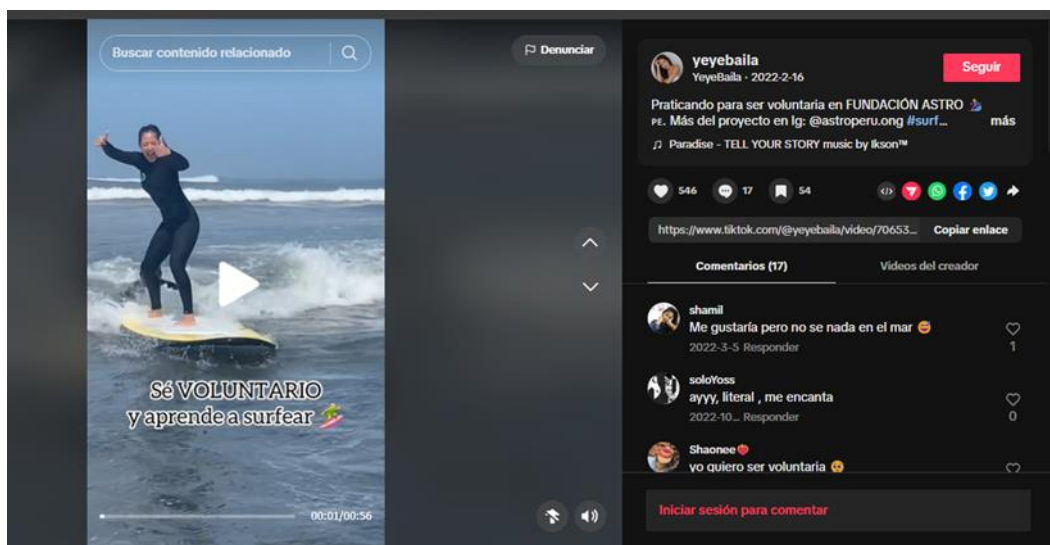 Buscar contenido relacionado
Denunciar
Sé VOLUNTARIO
y aprende a surfear
00:01/00:56
yeyebaila
YeyeBaila · 2022-2-16
Seguir
Praticando para ser voluntaria en FUNDACIÓN ASTRO
PE. Más del proyecto en Ig: @astroperu.ong #surf... más
Paradise - TELL YOUR STORY music by Ikson™
546 17 54
https://www.tiktok.com/@yeyebaila/video/70653... Copiar enlace
Comentarios (17) Videos del creador
shamil
Me gustaría pero no se nada en el mar
2022-3-5 Responder
1
soloYoss
ayyy, literal , me encanta
2022-10... Responder
0
Shaonee
yo quiero ser voluntaria
Iniciar sesión para comentar